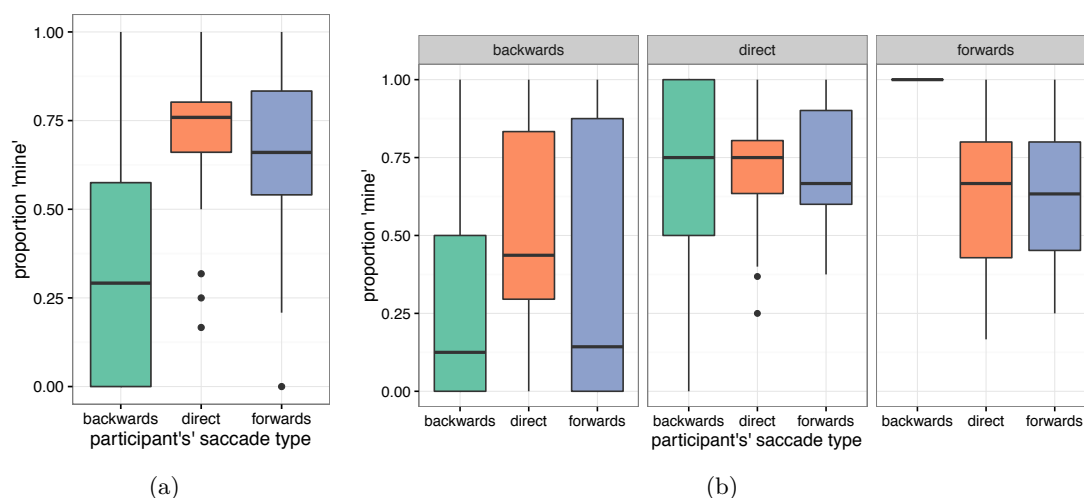 proportion 'mine'
1.00
0.75
0.50
0.25
0.00
backwards direct forwards
participant's' saccade type
(a)
backwards direct forwards
proportion 'mine'
1.00
0.75
0.50
0.25
0.00
backwards direct forwards backwards direct forwards backwards direct forwards
participant's' saccade type
(b)